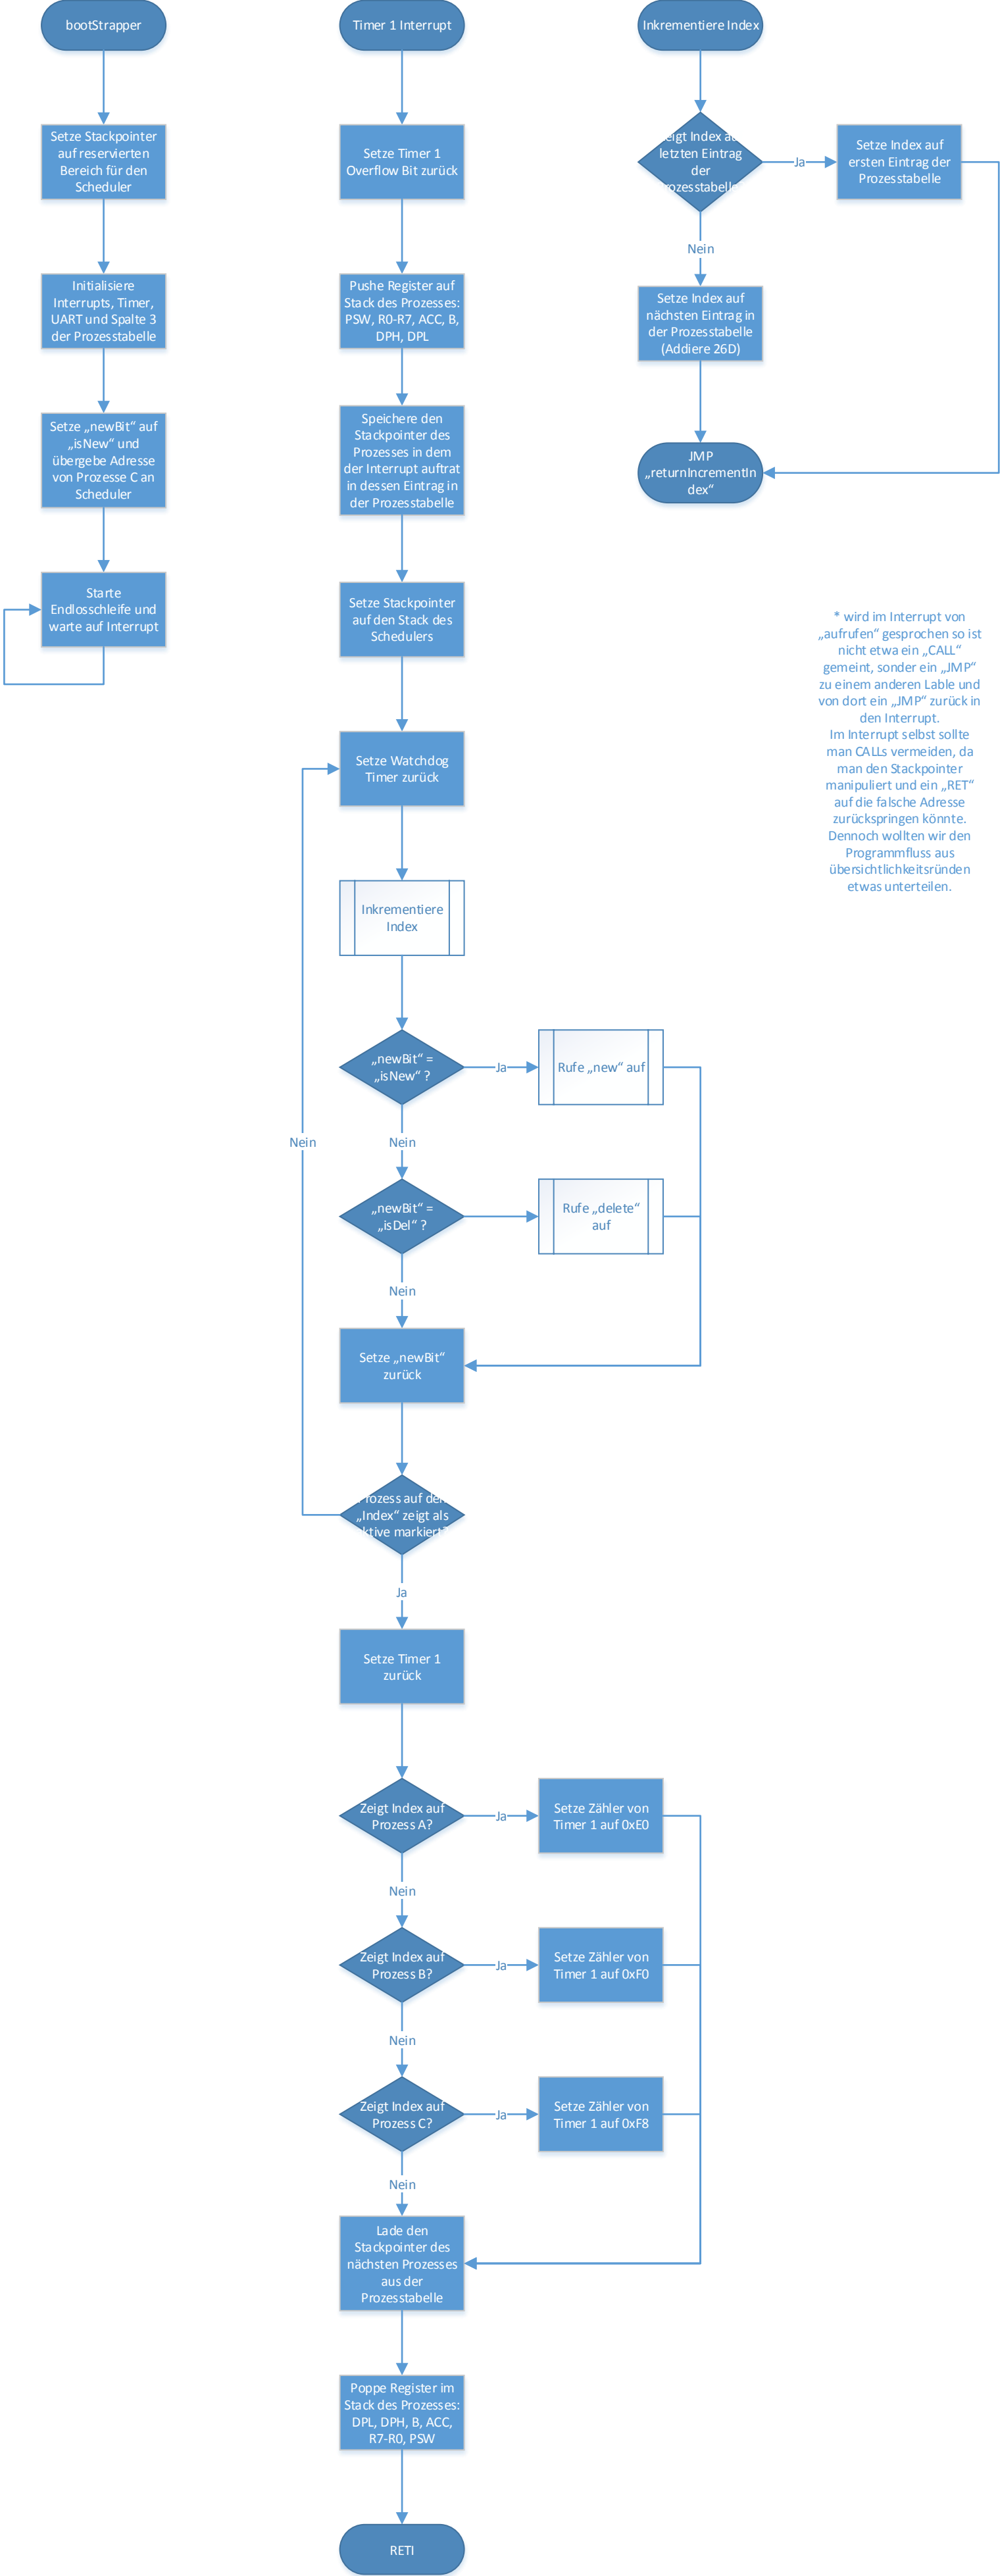 bootStrapper
Setze Stackpointer
auf reservierten
Bereich für den
Scheduler
Initialisiere
Interrupts, Timer,
UART und Spalte 3
der Prozesstabelle
Setze „newBit“ auf
„isNew“ und
übergebe Adresse
von Prozesse C an
Scheduler
Starte
Endlosschleife und
warte auf Interrupt
Timer 1 Interrupt
Setze Timer 1
Overflow Bit zurück
Pushe Register auf
Stack des Prozesses:
PSW, R0-R7, ACC, B,
DPH, DPL
Speichere den
Stackpointer des
Prozesses in dem
der Interrupt auftrat
in dessen Eintrag in
der Prozesstabelle
Setze Stackpointer
auf den Stack des
Schedulers
Setze Watchdog
Timer zurück
Inkrementiere
Index
„newBit“ =
„isNew“ ?
Ja
Rufe „new“ auf
Nein
Nein
„newBit“ =
„isDel“ ?
Rufe „delete“
auf
Nein
Setze „newBit“
zurück
Prozess auf den
„Index“ zeigt als
aktive markiert?
Ja
Setze Timer 1
zurück
Zeigt Index auf
Prozess A?
Ja
Setze Zähler von
Timer 1 auf 0xE0
Nein
Zeigt Index auf
Prozess B?
Ja
Setze Zähler von
Timer 1 auf 0xF0
Nein
Zeigt Index auf
Prozess C?
Ja
Setze Zähler von
Timer 1 auf 0xF8
Nein
Lade den
Stackpointer des
nächsten Prozesses
aus der
Prozesstabelle
Poppe Register im
Stack des Prozesses:
DPL, DPH, B, ACC,
R7-R0, PSW
RETI
Inkrementiere Index
Zeigt Index auf
letzten Eintrag
der
Prozesstabelle
Ja
Setze Index auf
ersten Eintrag der
Prozesstabelle
Nein
Setze Index auf
nächsten Eintrag in
der Prozesstabelle
(Addiere 26D)
JMP
„returnIncrementIn
dex“
* wird im Interrupt von
„aufrufen“ gesprochen so ist
nicht etwa ein „CALL“
gemeint, sonder ein „JMP“
zu einem anderen Lable und
von dort ein „JMP“ zurück in
den Interrupt.
Im Interrupt selbst sollte
man CALLs vermeiden, da
man den Stackpointer
manipuliert und ein „RET“
auf die falsche Adresse
zurückspringen könnte.
Dennoch wollten wir den
Programmfluss aus
übersichtlichkeitsründen
etwas unterteilen.